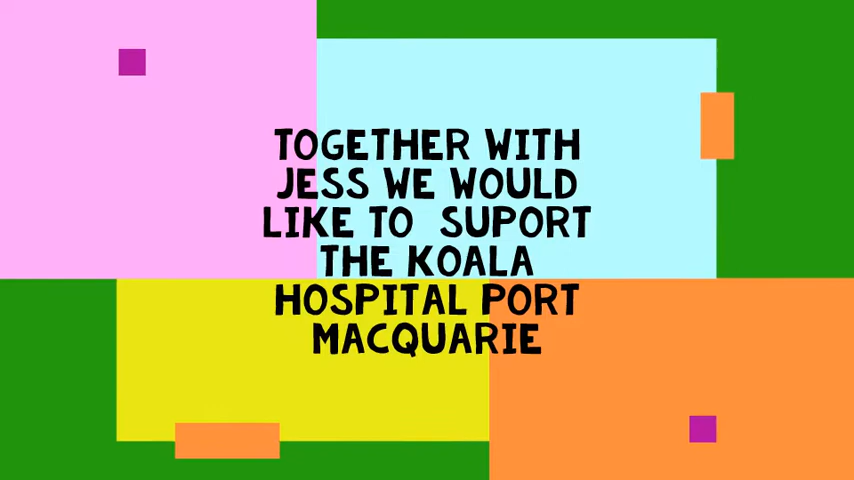 TOGETHER WITH
JESS WE WOULD
LIKE TO  SUPORT
THE KOALA
HOSPITAL PORT
MACQUARIE